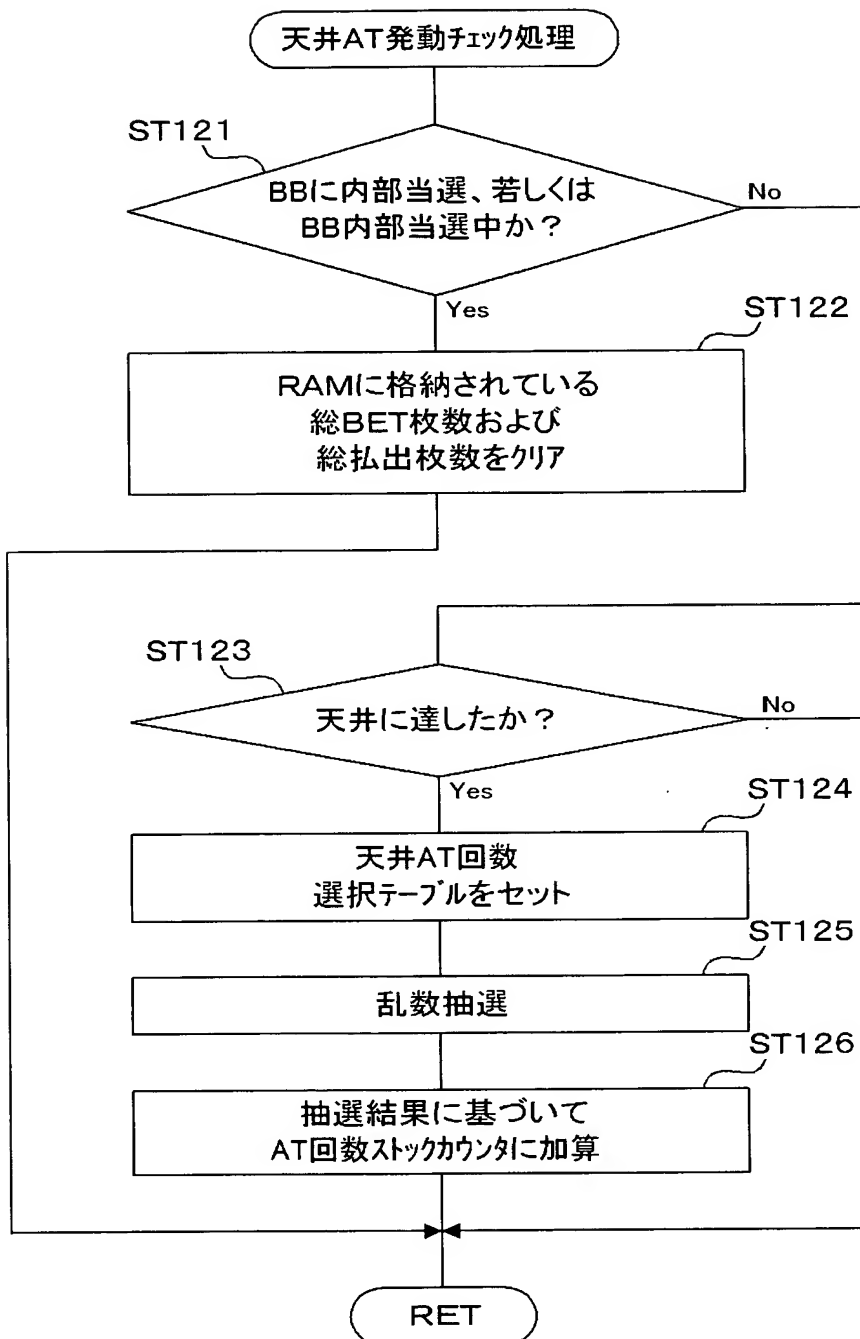 天井AT発動チェック処理
ST121
BBに内部当選、若しくは
BB内部当選中か？
No
Yes
ST122
RAMに格納されている
総BET枚数および
総払出枚数をクリア
ST123
天井に達したか？
No
Yes
ST124
天井AT回数
選択テーブルをセット
ST125
乱数抽選
ST126
抽選結果に基づいて
AT回数ストックカウンタに加算
RET